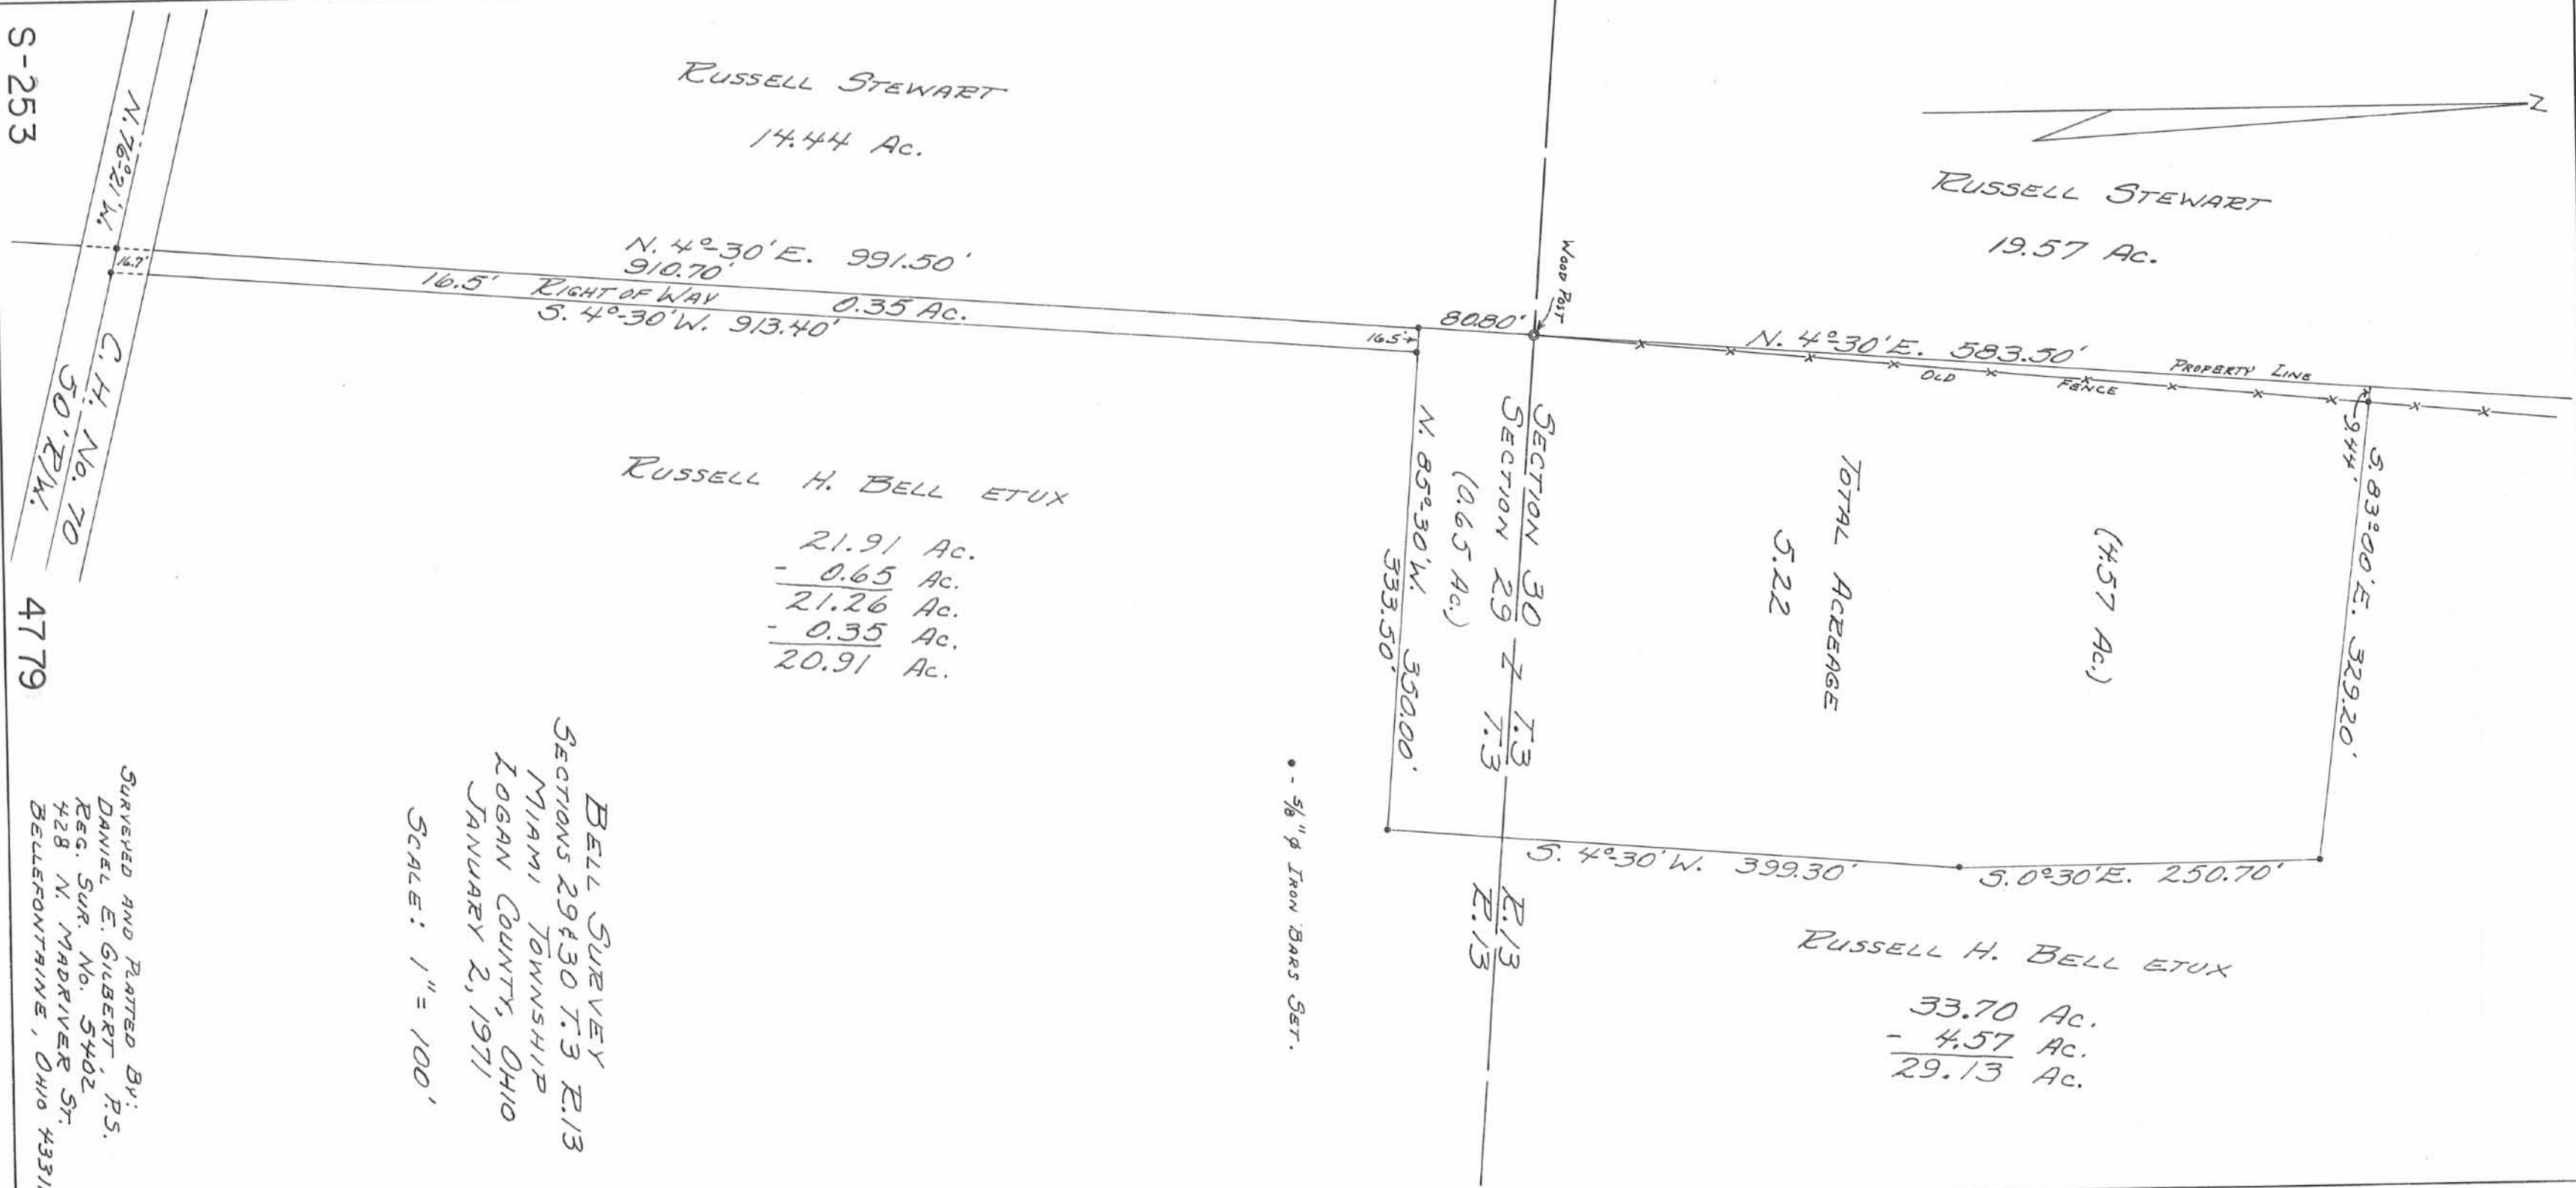 S-253
4779
N. 76°-21' W.
C. H. No. 70
50' R/W.
16.7'
RUSSELL STEWART
14.44 Ac.
N. 4°-30' E. 991.50'
910.70'
16.5' RIGHT OF WAY 0.35 AC.
S. 4°-30' W. 913.40'
80.80'
16.5'
WOOD POST
Z
RUSSELL STEWART
19.57 Ac.
N. 4°-30' E. 583.50'
PROPERTY LINE
OLD FENCE
9.44'
S. 83°-00' E. 329.20'
RUSSELL H. BELL ETUX
21.91 Ac.
- 0.65 Ac.
21.26 Ac.
- 0.35 Ac.
20.91 Ac.
N. 85°-30' W. 350.00'
333.50'
(0.65 Ac.)
SECTION 30 T.3 R.13
SECTION 29 T.3 R.13
TOTAL ACREAGE
5.22
(4.57 Ac.)
S. 4°-30' W. 399.30'
S. 0°-30' E. 250.70'
RUSSELL H. BELL ETUX
33.70 Ac.
- 4.57 Ac.
29.13 Ac.
• - 5/8" φ IRON BARS SET.
BELL SURVEY
SECTIONS 29 & 30 T.3 R.13
MIAMI TOWNSHIP
LOGAN COUNTY, OHIO
JANUARY 2, 1971
SCALE: 1" = 100'
SURVEYED AND PLATTED BY:
DANIEL E. GILBERT, P.S.
REG. SUR. NO. 5402
428 N. MADRIVER ST.
BELLEFONTAINE, OHIO 4331